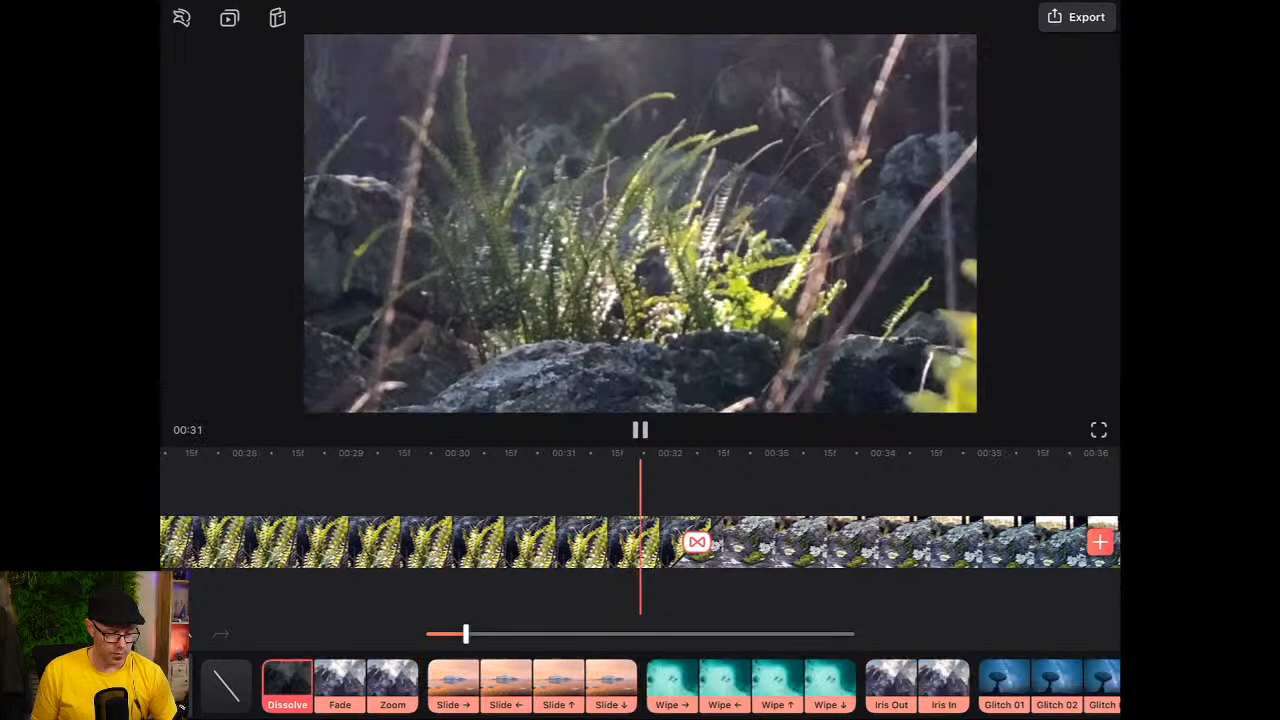 Export
00:31
15f 00:28 15f 00:29 15f 00:30 15f 00:31 15f 00:32 15f 00:35 15f 00:34 15f 00:35 15f 00:36
Dissolve Fade Zoom Slide → Slide ← Slide ↑ Slide ↓ Wipe → Wipe ← Wipe ↑ Wipe ↓ Iris Out Iris In Glitch 01 Glitch 02 Glitch